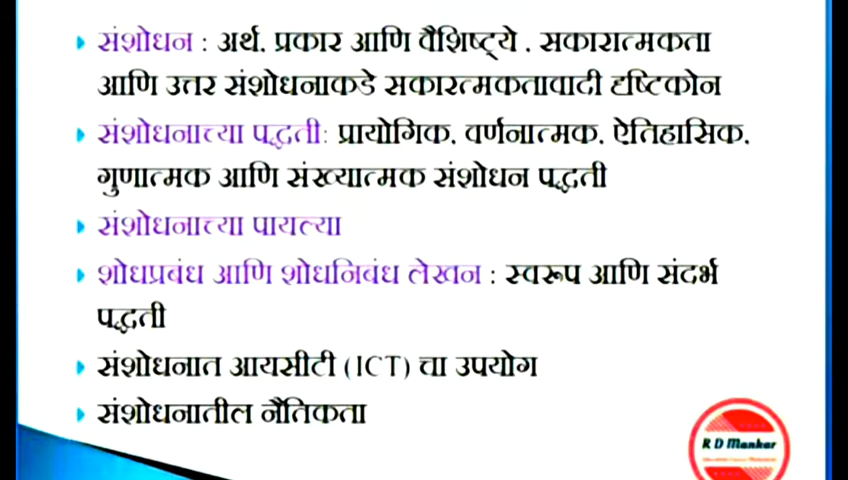 संशोधन : अर्थ, प्रकार आणि वैशिष्ट्ये , सकारात्मकता
आणि उत्तर संशोधनाकडे सकारत्मकतावादी दृष्टिकोन
संशोधनाच्या पद्धती: प्रायोगिक, वर्णनात्मक, ऐतिहासिक,
गुणात्मक आणि संख्यात्मक संशोधन पद्धती
संशोधनाच्या पायल्या
शोधप्रबंध आणि शोधनिबंध लेखन : स्वरूप आणि संदर्भ
पद्धती
संशोधनात आयसीटी (ICT) चा उपयोग
संशोधनातील नैतिकता
R D Mankar